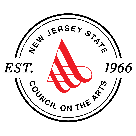 NEW JERSEY STATE
EST. 1966
COUNCIL ON THE ARTS